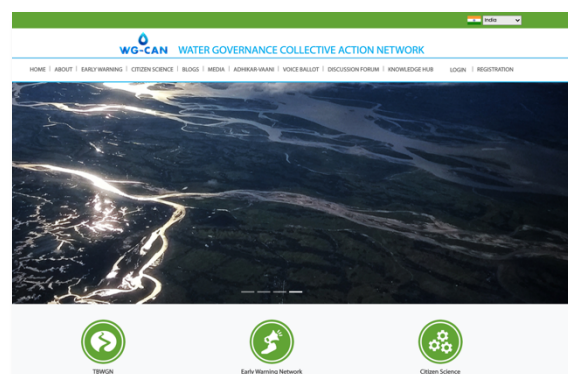 India
WG-CAN WATER GOVERNANCE COLLECTIVE ACTION NETWORK
HOME ABOUT EARLY WARNING CITIZEN SCIENCE BLOGS MEDIA ADHIKAR-VAANI VOICE BALLOT DISCUSSION FORUM KNOWLEDGE HUB LOGIN REGISTRATION
TBWGN Early Warning Network Citizen Science